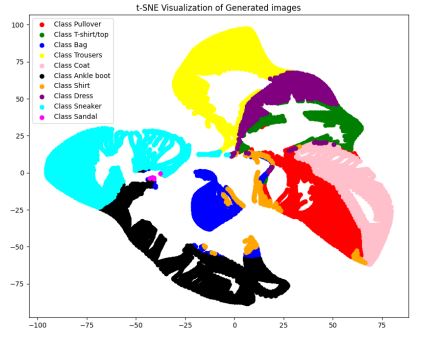 t-SNE Visualization of Generated images
Class Pullover
Class T-shirt/top
Class Bag
Class Trousers
Class Coat
Class Ankle boot
Class Shirt
Class Dress
Class Sneaker
Class Sandal
100
75
50
25
0
−25
−50
−75
−100 −75 −50 −25 0 25 50 75